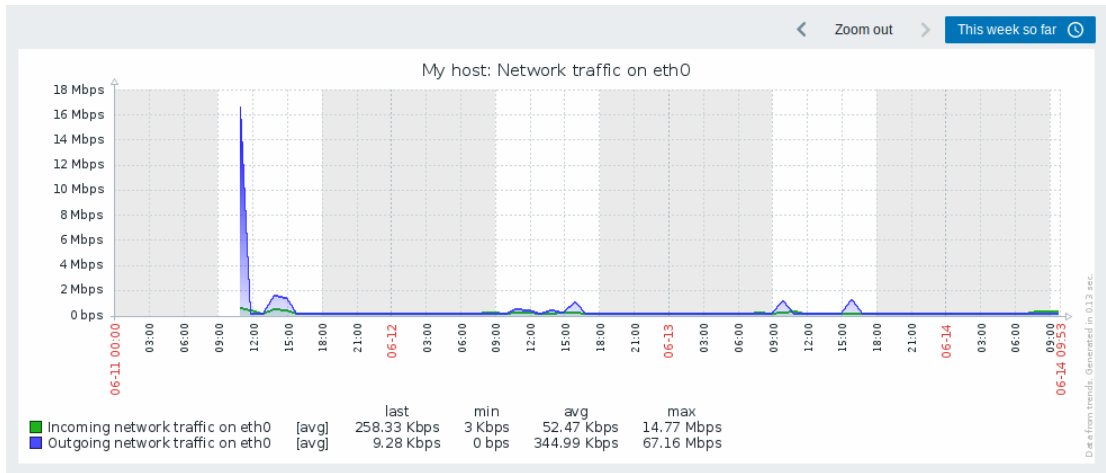 Zoom out
This week so far
My host: Network traffic on eth0
18 Mbps
16 Mbps
14 Mbps
12 Mbps
10 Mbps
8 Mbps
6 Mbps
4 Mbps
2 Mbps
0 bps
06-11 00:00
03:00
06:00
09:00
12:00
15:00
18:00
21:00
06-12
03:00
06:00
09:00
12:00
15:00
18:00
21:00
06-13
03:00
06:00
09:00
12:00
15:00
18:00
21:00
06-14
03:00
06:00
09:00
06-14 09:53
Data from trends. Generated in 0.13 sec.
last min avg max
Incoming network traffic on eth0 [avg] 258.33 Kbps 3 Kbps 52.47 Kbps 14.77 Mbps
Outgoing network traffic on eth0 [avg] 9.28 Kbps 0 bps 344.99 Kbps 67.16 Mbps